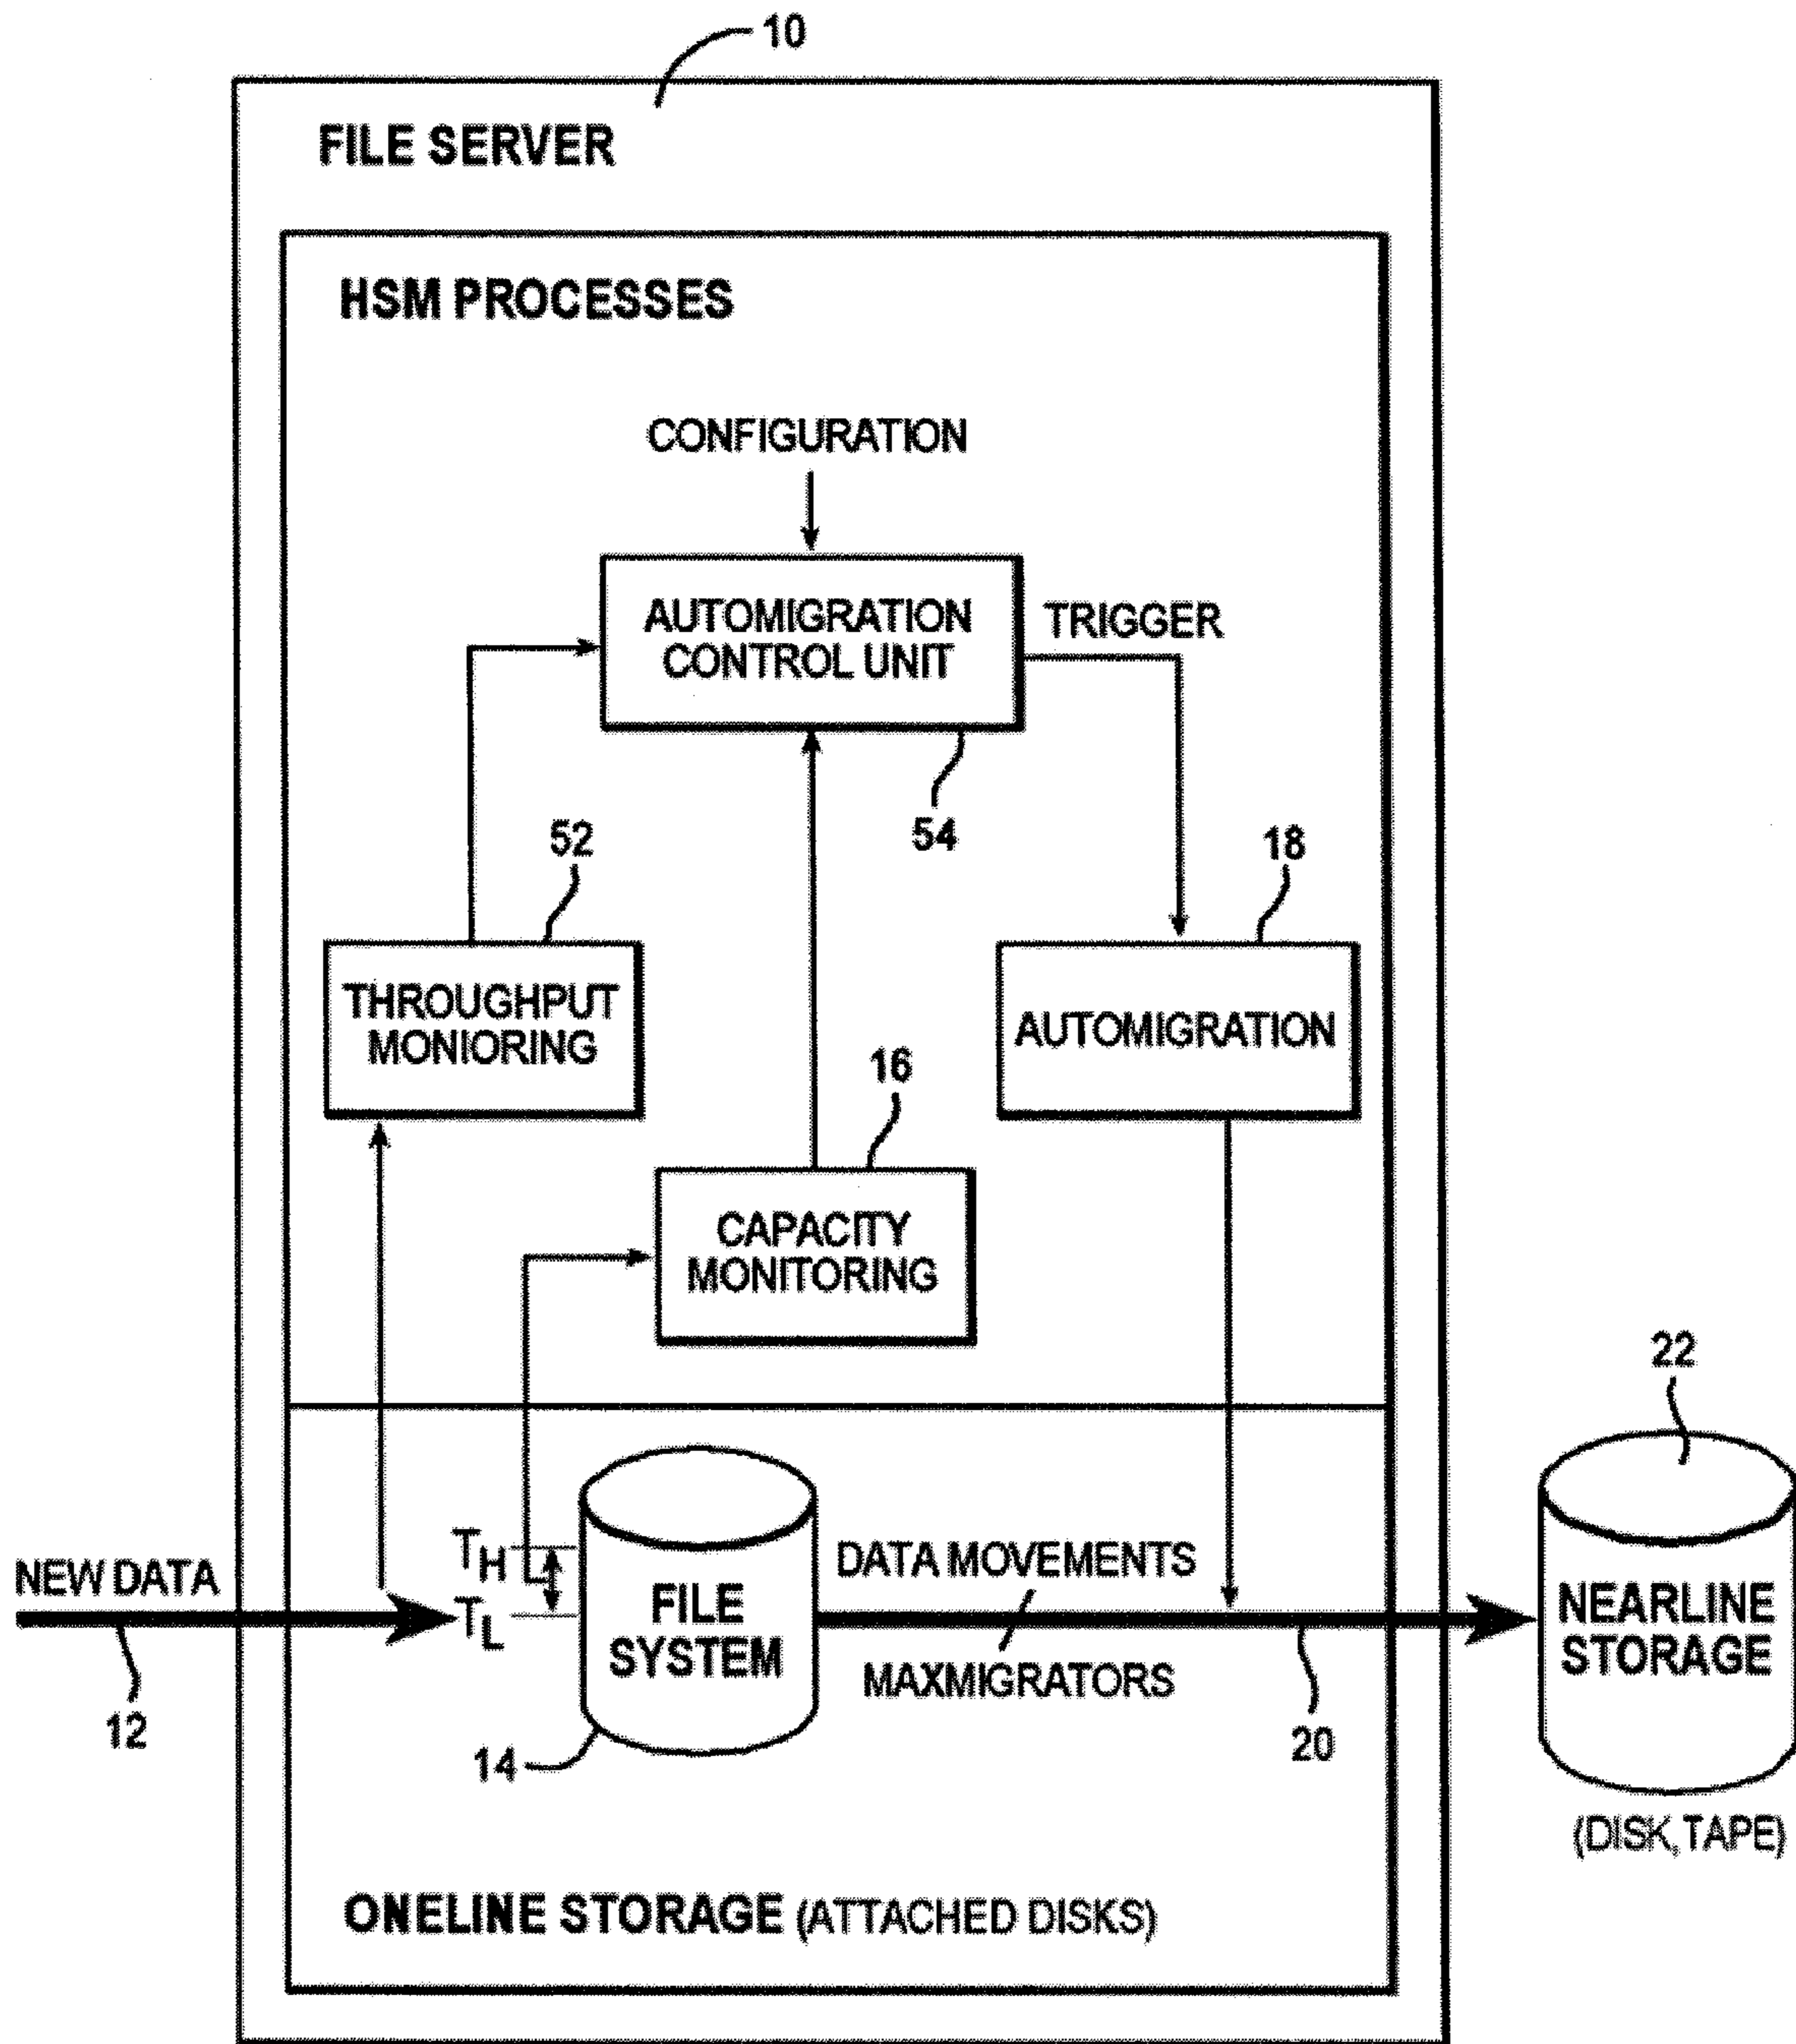 10
FILE SERVER
HSM PROCESSES
CONFIGURATION
AUTOMIGRATION
CONTROL UNIT
TRIGGER
54
52
18
THROUGHPUT
MONIORING
AUTOMIGRATION
16
CAPACITY
MONITORING
22
NEW DATA
12
TH
TL
FILE
SYSTEM
14
DATA MOVEMENTS
MAXMIGRATORS
20
NEARLINE
STORAGE
(DISK,TAPE)
ONELINE STORAGE (ATTACHED DISKS)